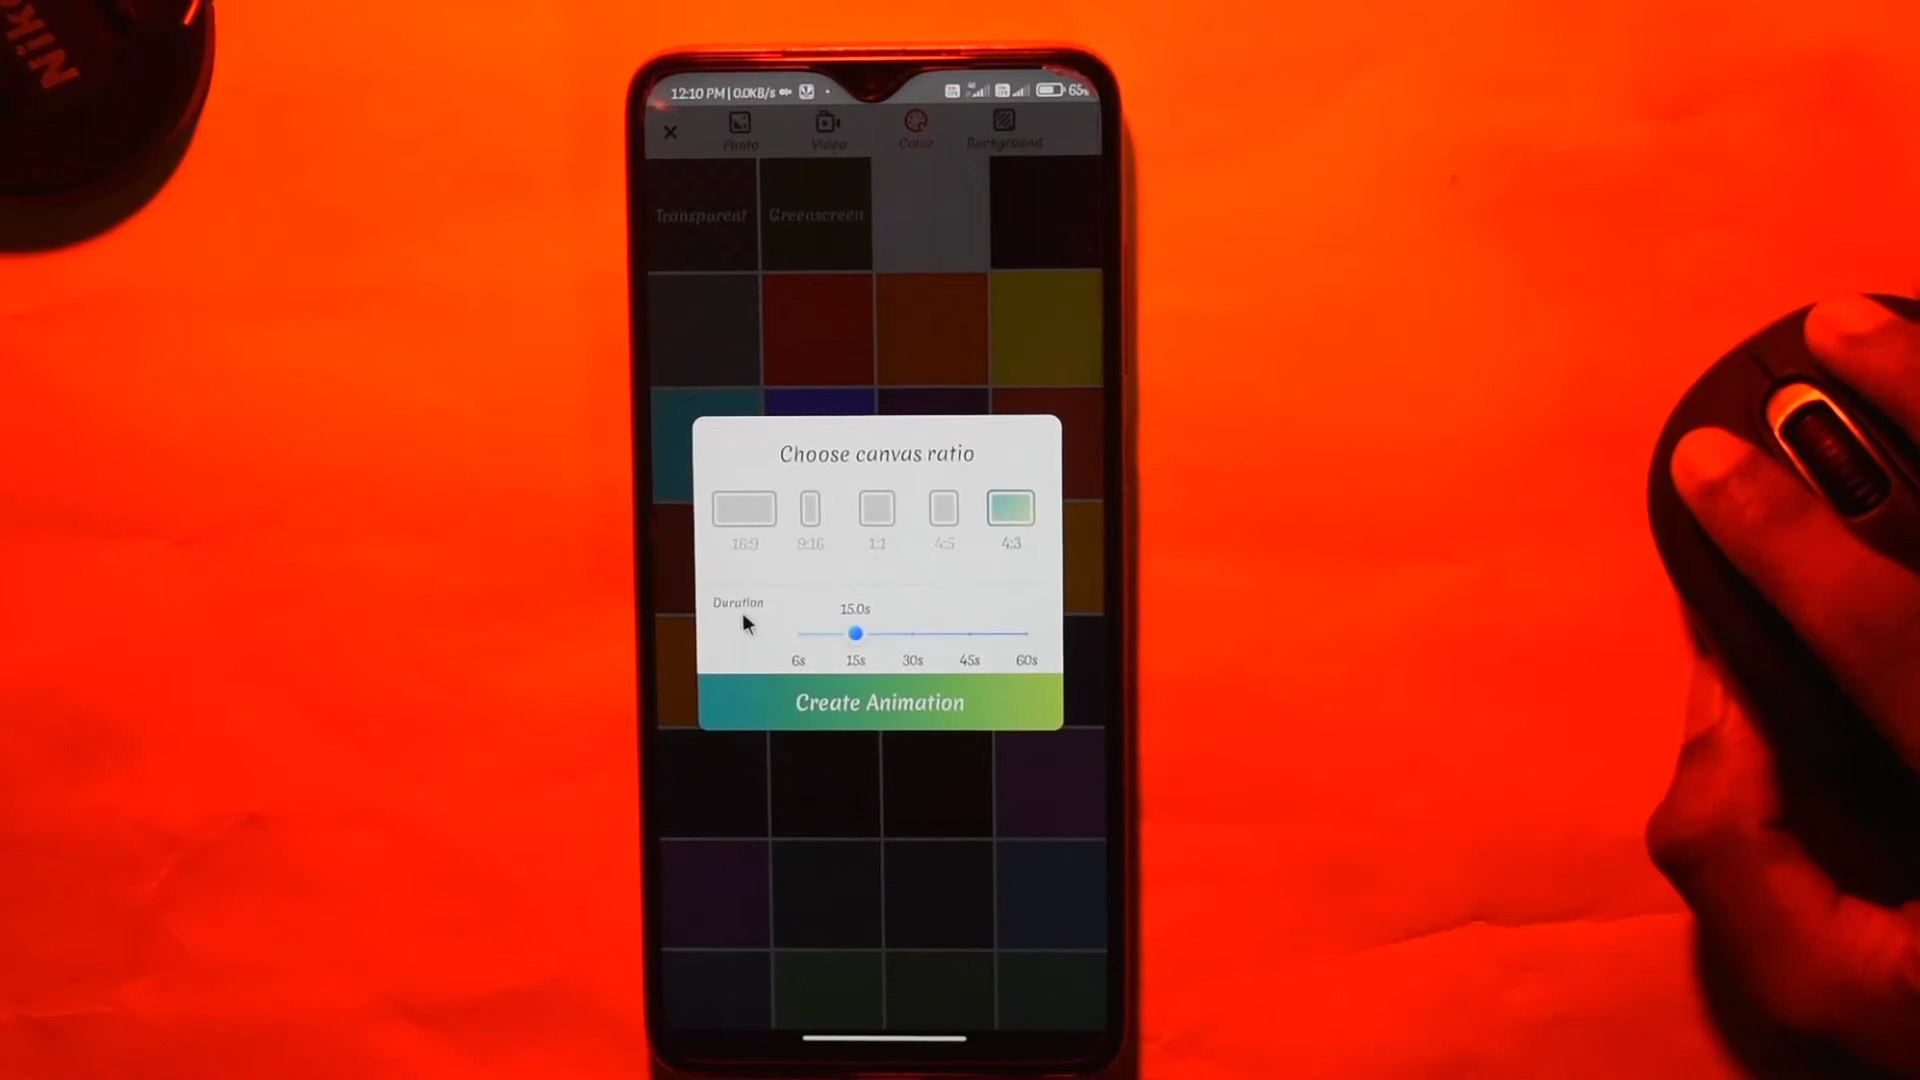 Nik
12:10 PM | 0.0KB/s 65
Photo Video Color Background
Transparent Greenscreen
Choose canvas ratio
16:9 9:16 1:1 4:5 4:3
Duration
15.0s
6s 15s 30s 45s 60s
Create Animation